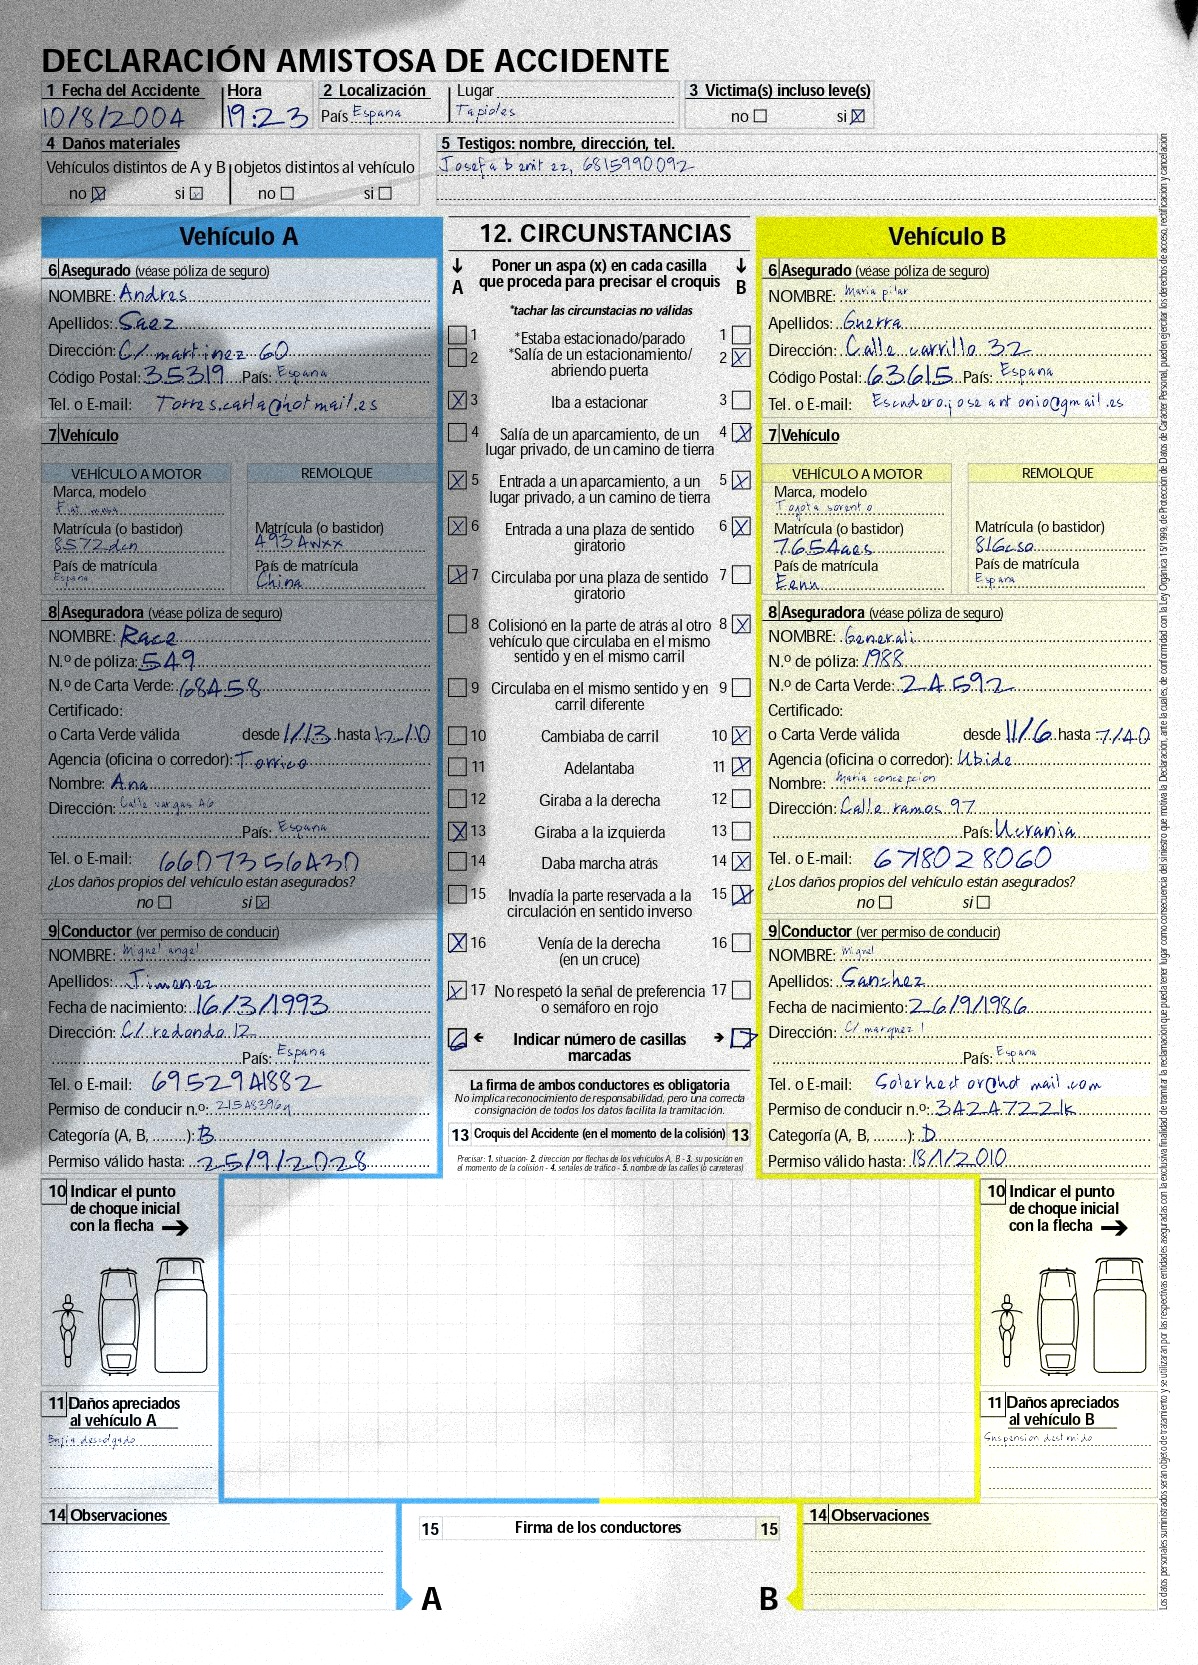 DECLARACIÓN AMISTOSA DE ACCIDENTE
1 Fecha del Accidente Hora 2 Localización Lugar 3 Victima(s) incluso leve(s)
10/8/2004 19:23 País Espana Tapioles no si
4 Daños materiales
Vehículos distintos de A y B objetos distintos al vehículo
no si no si
5 Testigos: nombre, dirección, tel.
Josefa benitez, 6815990092
Vehículo A
6 Asegurado (véase póliza de seguro)
NOMBRE: Andres
Apellidos: Saez
Dirección: C/ martinez 60
Código Postal: 35319 País: Espana
Tel. o E-mail: Torres.carla@hotmail.es
7 Vehículo
VEHÍCULO A MOTOR REMOLQUE
Marca, modelo
Fiat
Matrícula (o bastidor) Matrícula (o bastidor)
8572dcn 493Awxx
País de matrícula País de matrícula
Espana China
8 Aseguradora (véase póliza de seguro)
NOMBRE: Race
N.º de póliza: 549
N.º de Carta Verde: 68458
Certificado:
o Carta Verde válida desde 1/13 hasta 12/10
Agencia (oficina o corredor): Torrico
Nombre: Ana
Dirección: Calle vargas 46
País: Espana
Tel. o E-mail: 6607356430
¿Los daños propios del vehículo están asegurados?
no si
9 Conductor (ver permiso de conducir)
NOMBRE: Miguel angel
Apellidos: Jimenez
Fecha de nacimiento: 16/3/1993
Dirección: C/ redondo 12
País: Espana
Tel. o E-mail: 6952941882
Permiso de conducir n.º: 21548396y
Categoría (A, B, ........): B
Permiso válido hasta: 25/9/2028
10 Indicar el punto
de choque inicial
con la flecha
11 Daños apreciados
al vehículo A
Bujia descolgado
14 Observaciones
12. CIRCUNSTANCIAS
Poner un aspa (x) en cada casilla
A que proceda para precisar el croquis B
*tachar las circunstacias no válidas
1 *Estaba estacionado/parado 1
2 *Salía de un estacionamiento/ 2
abriendo puerta
3 Iba a estacionar 3
4 Salía de un aparcamiento, de un 4
lugar privado, de un camino de tierra
5 Entrada a un aparcamiento, a un 5
lugar privado, a un camino de tierra
6 Entrada a una plaza de sentido 6
giratorio
7 Circulaba por una plaza de sentido 7
giratorio
8 Colisionó en la parte de atrás al otro 8
vehículo que circulaba en el mismo
sentido y en el mismo carril
9 Circulaba en el mismo sentido y en 9
carril diferente
10 Cambiaba de carril 10
11 Adelantaba 11
12 Giraba a la derecha 12
13 Giraba a la izquierda 13
14 Daba marcha atrás 14
15 Invadía la parte reservada a la 15
circulación en sentido inverso
16 Venía de la derecha 16
(en un cruce)
17 No respetó la señal de preferencia 17
o semáforo en rojo
6 Indicar número de casillas 7
marcadas
La firma de ambos conductores es obligatoria
No implica reconocimiento de responsabilidad, pero una correcta
consignación de todos los datos facilita la tramitación.
13 Croquis del Accidente (en el momento de la colisión) 13
Precisar: 1. situación- 2. dirección por flechas de los vehículos A, B - 3. su posición en
el momento de la colisión - 4. señales de tráfico - 5. nombre de las calles (o carreteras)
15 Firma de los conductores 15
A B
Vehículo B
6 Asegurado (véase póliza de seguro)
NOMBRE: Maria pilar
Apellidos: Guerra
Dirección: Calle carrillo 32
Código Postal: 63615 País: Espana
Tel. o E-mail: Escudero.jose antonio@gmail.es
7 Vehículo
VEHÍCULO A MOTOR REMOLQUE
Marca, modelo
Toyota sorento
Matrícula (o bastidor) Matrícula (o bastidor)
7654aes 816cso
País de matrícula País de matrícula
Eenn Espana
8 Aseguradora (véase póliza de seguro)
NOMBRE: Generali
N.º de póliza: 1988
N.º de Carta Verde: 24592
Certificado:
o Carta Verde válida desde 11/6 hasta 7/40
Agencia (oficina o corredor): Ubide
Nombre: Maria concepcion
Dirección: Calle ramos 97
País: Ucrania
Tel. o E-mail: 6718028060
¿Los daños propios del vehículo están asegurados?
no si
9 Conductor (ver permiso de conducir)
NOMBRE: Miguel
Apellidos: Sanchez
Fecha de nacimiento: 26/9/1986
Dirección: C/ marquez 1
País: Espana
Tel. o E-mail: Solerhector@hotmail.com
Permiso de conducir n.º: 34247221k
Categoría (A, B, ........): D
Permiso válido hasta: 18/1/2010
10 Indicar el punto
de choque inicial
con la flecha
11 Daños apreciados
al vehículo B
Suspension destruido
14 Observaciones
Los datos personales suministrados seran objeto de tratamiento y se utilizaran por las respectivas entidades aseguradas con la exclusiva finalidad de tramitar la reclamación que pueda tener lugar como consecuencia del siniestro que motiva la Declaración, ante la cuales, de conformidad con la Ley Orgánica 15/1999, de Protección de Datos de Carácter Personal, pueden ejercitar los derechos de acceso, rectificación y cancelación